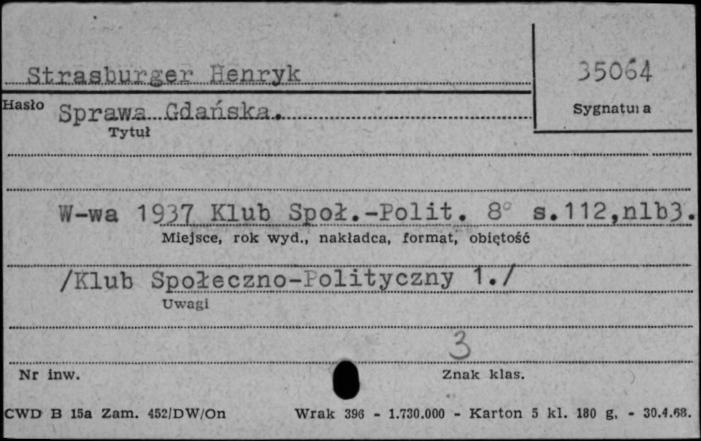 Strasburger Henryk
35064
Hasło
Sygnatura
Sprawa Gdańska.
Tytuł
W-wa 1937 Klub Społ.-Polit. 8° s.112,nlb3.
Miejsce, rok wyd., nakładca, format, objętość
/Klub Społeczno-Polityczny 1./
Uwagi
3
Nr inw.
Znak klas.
CWD B 15a Zam. 452/DW/On Wrak 396 - 1.730.000 - Karton 5 kl. 180 g. - 30.4.68.